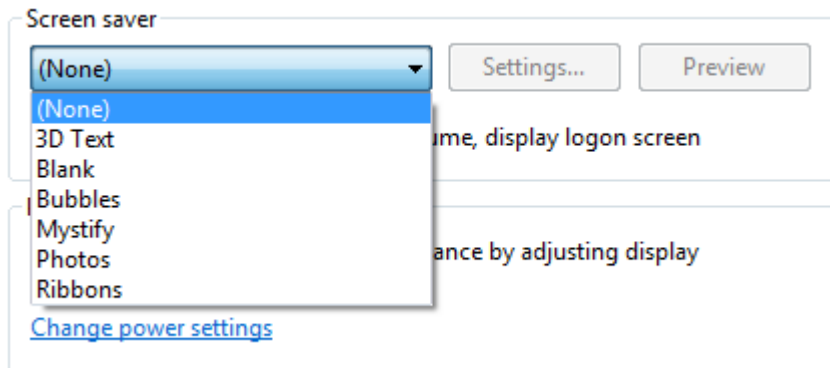 Screen saver
(None) Settings... Preview
(None)
3D Text
ume, display logon screen
Blank
Bubbles
Mystify
Photos
ance by adjusting display
Ribbons
Change power settings